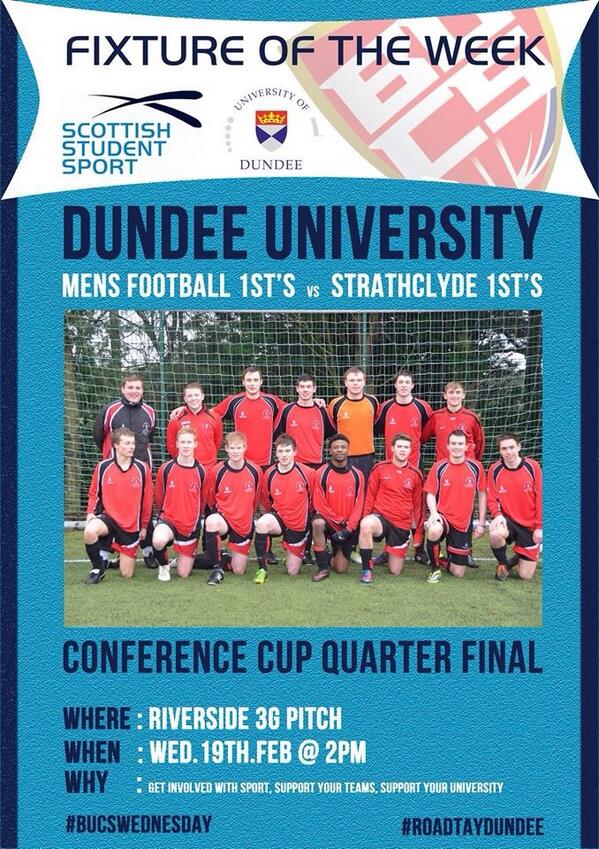 FIXTURE OF THE WEEK
SCOTTISH
STUDENT
SPORT
UNIVERSITY OF
DUNDEE
DUNDEE UNIVERSITY
MENS FOOTBALL 1ST'S vs STRATHCLYDE 1ST'S
CONFERENCE CUP QUARTER FINAL
WHERE : RIVERSIDE 3G PITCH
WHEN : WED.19TH.FEB @ 2PM
WHY : GET INVOLVED WITH SPORT, SUPPORT YOUR TEAMS, SUPPORT YOUR UNIVERSITY
#BUCSWEDNESDAY #ROADTAYDUNDEE